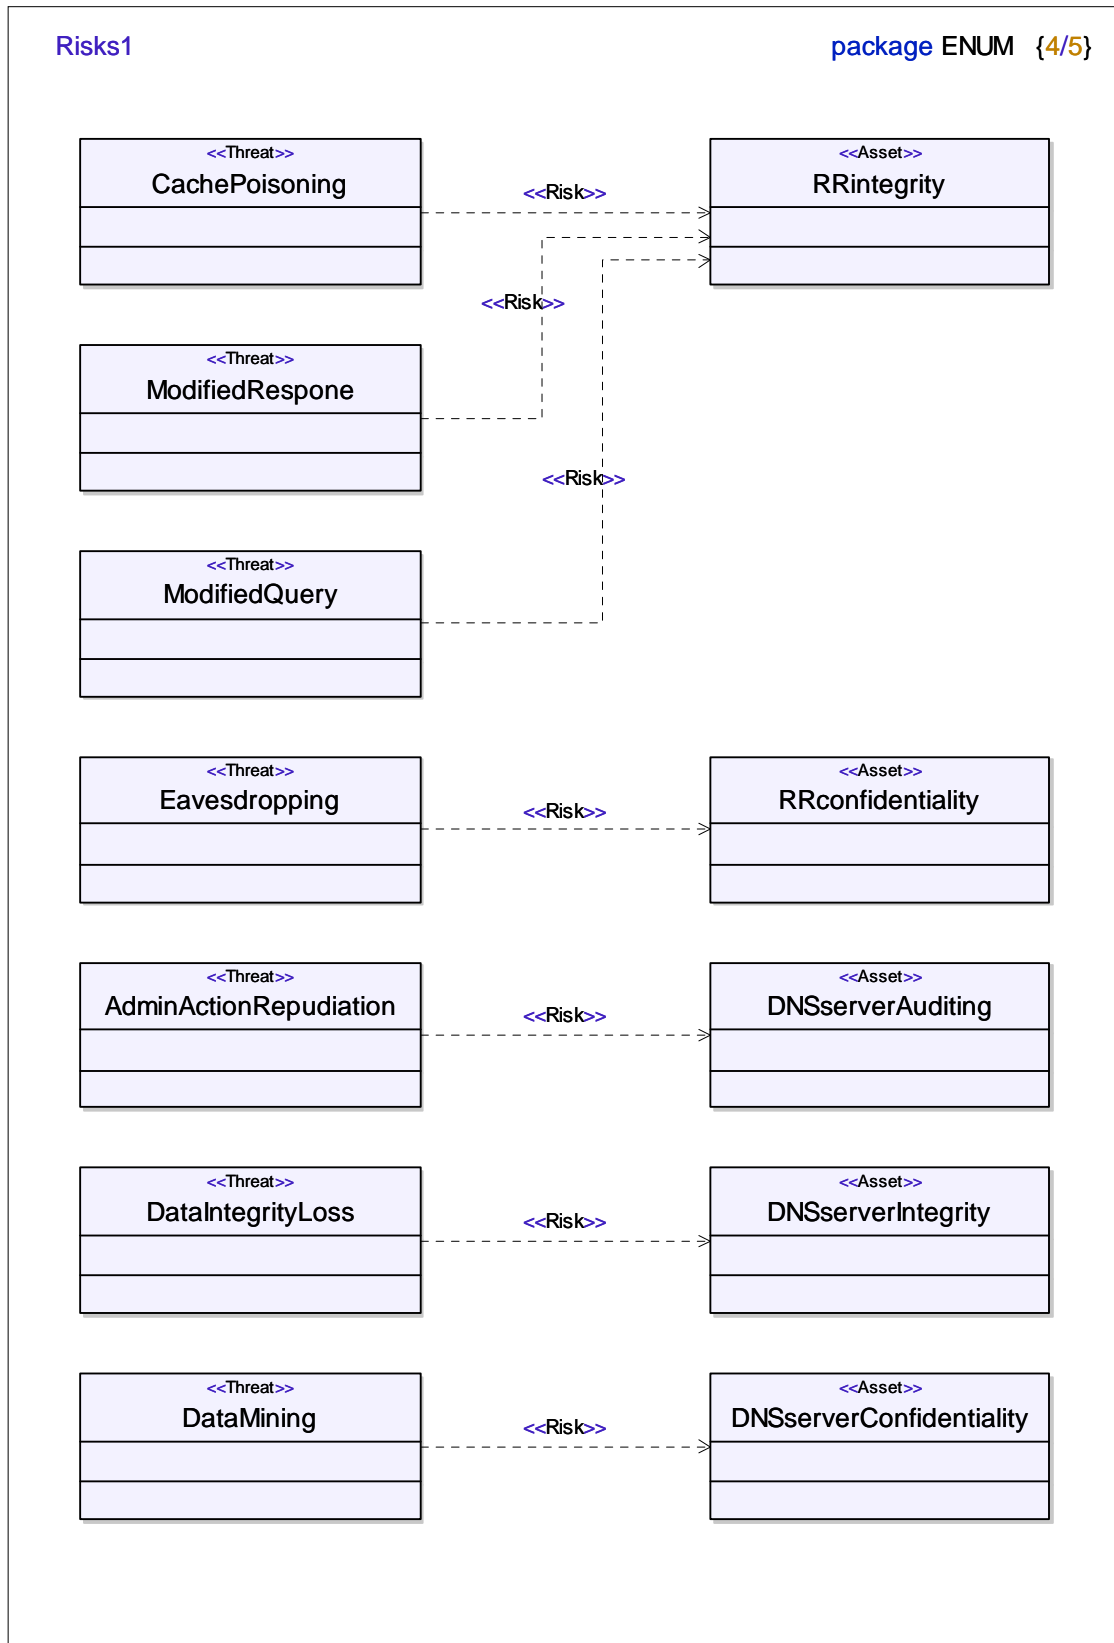 Risks1
package ENUM {4/5}
<<Threat>>
CachePoisoning
<<Risk>>
<<Asset>>
RRintegrity
<<Risk>>
<<Threat>>
ModifiedRespone
<<Risk>>
<<Threat>>
ModifiedQuery
<<Threat>>
Eavesdropping
<<Risk>>
<<Asset>>
RRconfidentiality
<<Threat>>
AdminActionRepudiation
<<Risk>>
<<Asset>>
DNSserverAuditing
<<Threat>>
DataIntegrityLoss
<<Risk>>
<<Asset>>
DNSserverIntegrity
<<Threat>>
DataMining
<<Risk>>
<<Asset>>
DNSserverConfidentiality